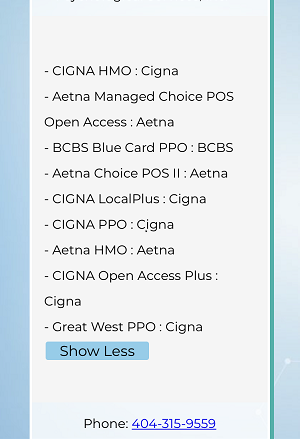 - CIGNA HMO : Cigna
- Aetna Managed Choice POS
Open Access : Aetna
- BCBS Blue Card PPO : BCBS
- Aetna Choice POS II : Aetna
- CIGNA LocalPlus : Cigna
- CIGNA PPO : Cigna
- Aetna HMO : Aetna
- CIGNA Open Access Plus :
Cigna
- Great West PPO : Cigna
Show Less
Phone: 404-315-9559